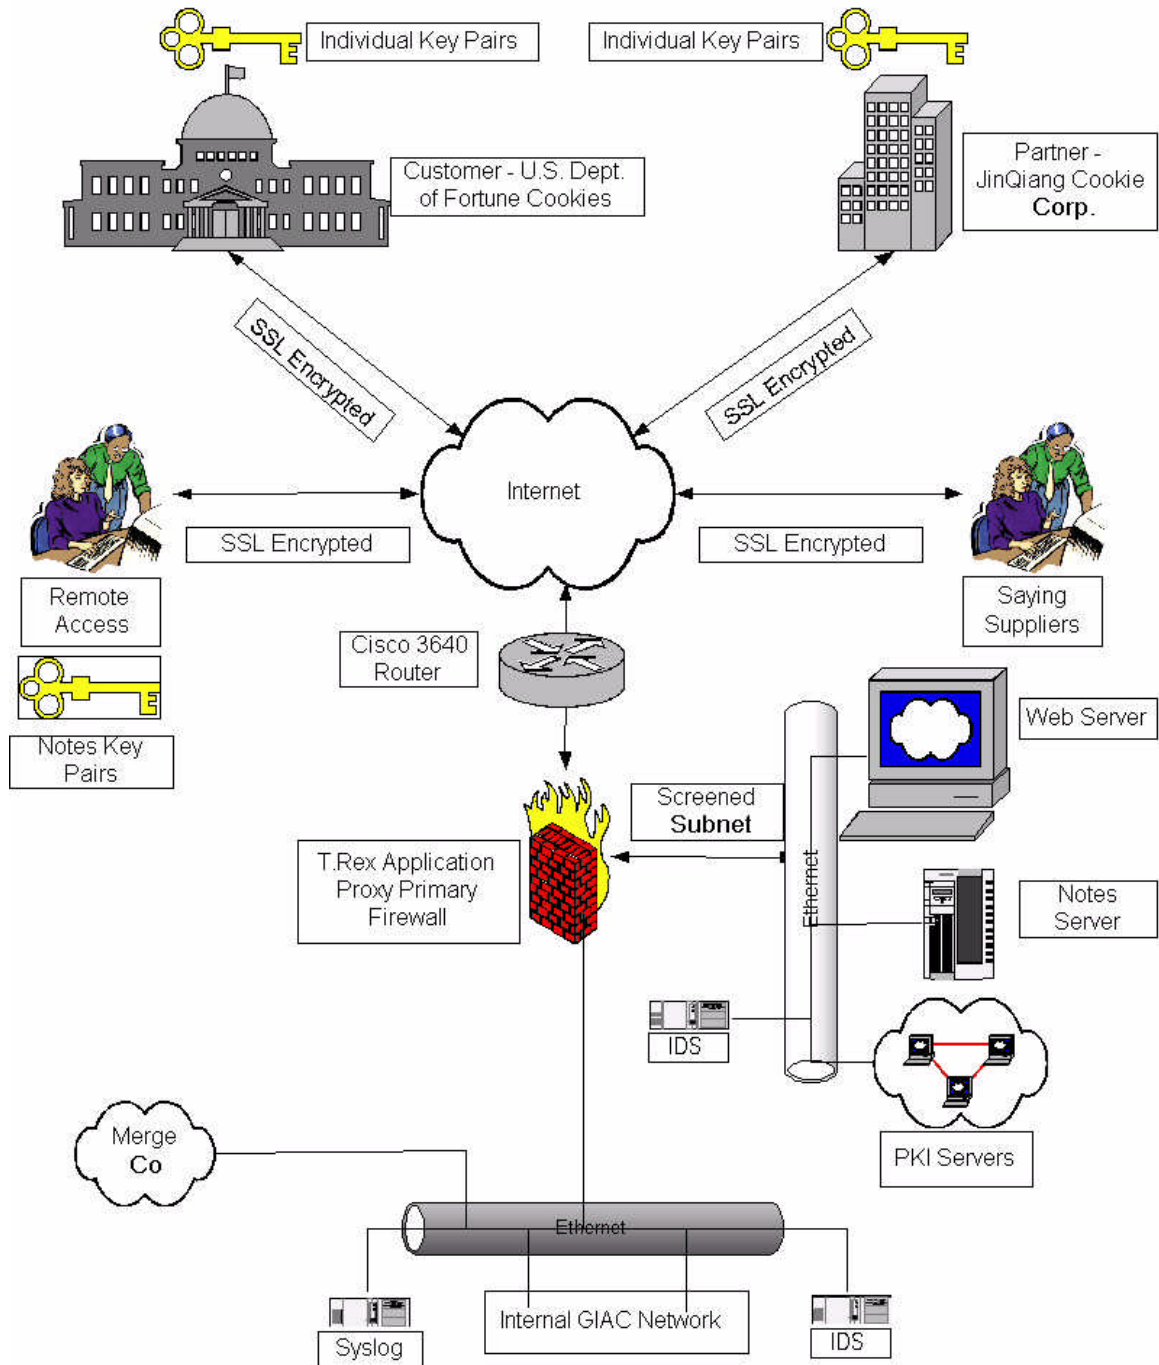 Individual Key Pairs
Individual Key Pairs
Customer - U.S. Dept.
of Fortune Cookies
Partner -
JinQiang Cookie
Corp.
SSL Encrypted
SSL Encrypted
Internet
SSL Encrypted
SSL Encrypted
Remote
Access
Saying
Suppliers
Cisco 3640
Router
Notes Key
Pairs
Web Server
Screened
Subnet
T.Rex Application
Proxy Primary
Firewall
Ethernet
Notes
Server
IDS
PKI Servers
Merge
Co
Ethernet
Internal GIAC Network
Syslog
IDS